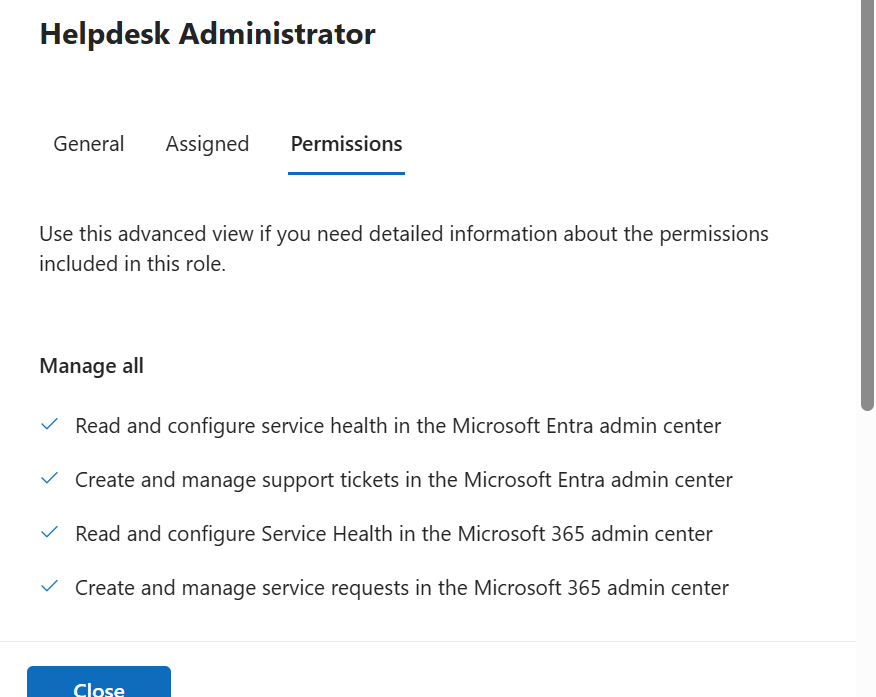 Helpdesk Administrator
General Assigned Permissions
Use this advanced view if you need detailed information about the permissions
included in this role.
Manage all
Read and configure service health in the Microsoft Entra admin center
Create and manage support tickets in the Microsoft Entra admin center
Read and configure Service Health in the Microsoft 365 admin center
Create and manage service requests in the Microsoft 365 admin center
Close